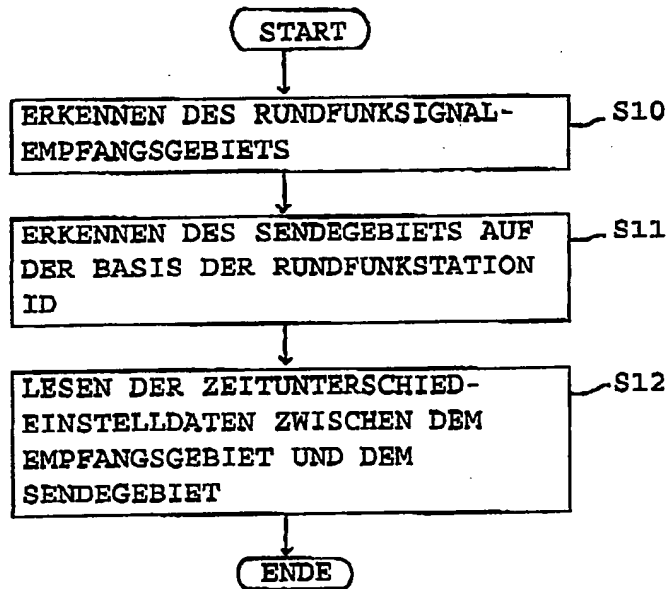 START
ERKENNEN DES RUNDFUNKSIGNAL-
EMPFANGSGEBIETS
S10
ERKENNEN DES SENDEGEBIETS AUF
DER BASIS DER RUNDFUNKSTATION
ID
S11
LESEN DER ZEITUNTERSCHIED-
EINSTELLDATEN ZWISCHEN DEM
EMPFANGSGEBIET UND DEM
SENDEGEBIET
S12
ENDE